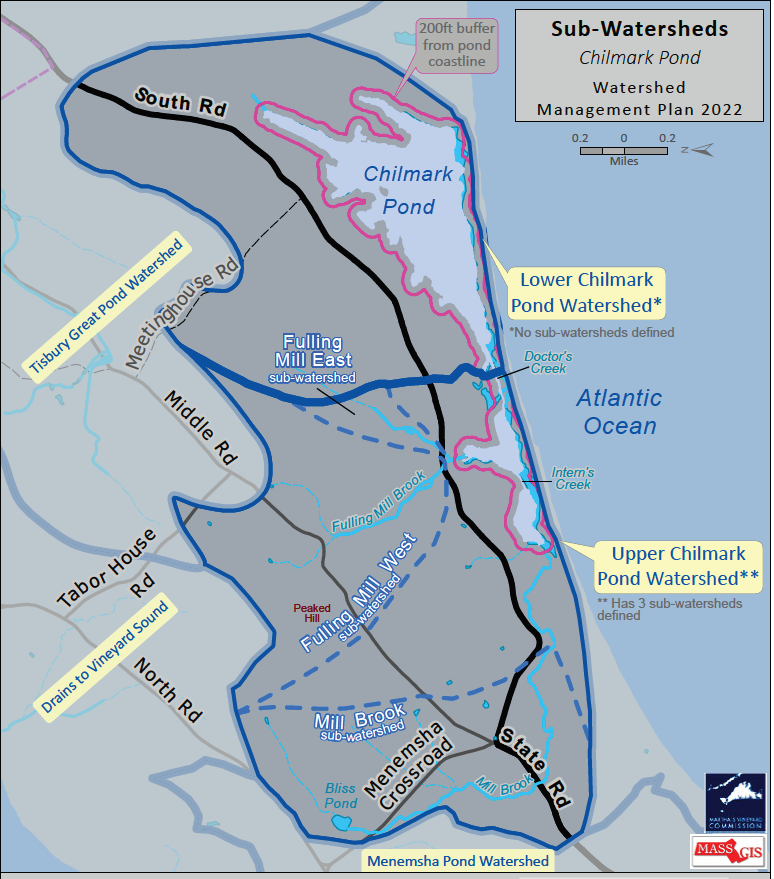 Sub-Watersheds
Chilmark Pond
Watershed
Management Plan 2022
0.2 0 0.2
Miles
N
200ft buffer
from pond
coastline
South Rd
Chilmark
Pond
Tisbury Great Pond Watershed
Meetinghouse Rd
Lower Chilmark
Pond Watershed*
*No sub-watersheds defined
Fulling
Mill East
sub-watershed
Doctor's
Creek
Atlantic
Ocean
Middle Rd
Intern's
Creek
Fulling Mill Brook
Upper Chilmark
Pond Watershed**
** Has 3 sub-watersheds
defined
Tabor House
Rd
Fulling Mill West
sub-watershed
Peaked
Hill
Drains to Vineyard Sound
North Rd
Mill Brook
sub-watershed
Menemsha
Crossroad
State Rd
Mill Brook
Bliss
Pond
Menemsha Pond Watershed
MARTHA'S VINEYARD
COMMISSION
MASS GIS